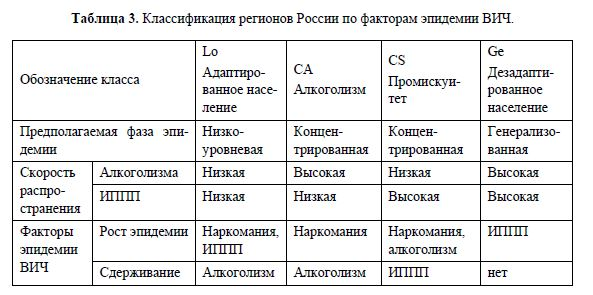 Таблица 3. Классификация регионов России по факторам эпидемии ВИЧ.
Обозначение класса
Lo
Адаптиро-
ванное насе-
ление
CA
Алкоголизм
CS
Промискуи-
тет
Ge
Дезадапти-
рованное
население
Предполагаемая фаза эпи-
демии
Низко-
уровневая
Концен-
трированная
Концен-
трированная
Генерализо-
ванная
Скорость
распро-
странения
Алкоголизма
Низкая
Высокая
Низкая
Высокая
ИППП
Низкая
Низкая
Высокая
Высокая
Факторы
эпидемии
ВИЧ
Рост эпидемии
Наркомания,
ИППП
Наркомания
Наркомания,
алкоголизм
ИППП
Сдерживание
Алкоголизм
Алкоголизм
ИППП
нет